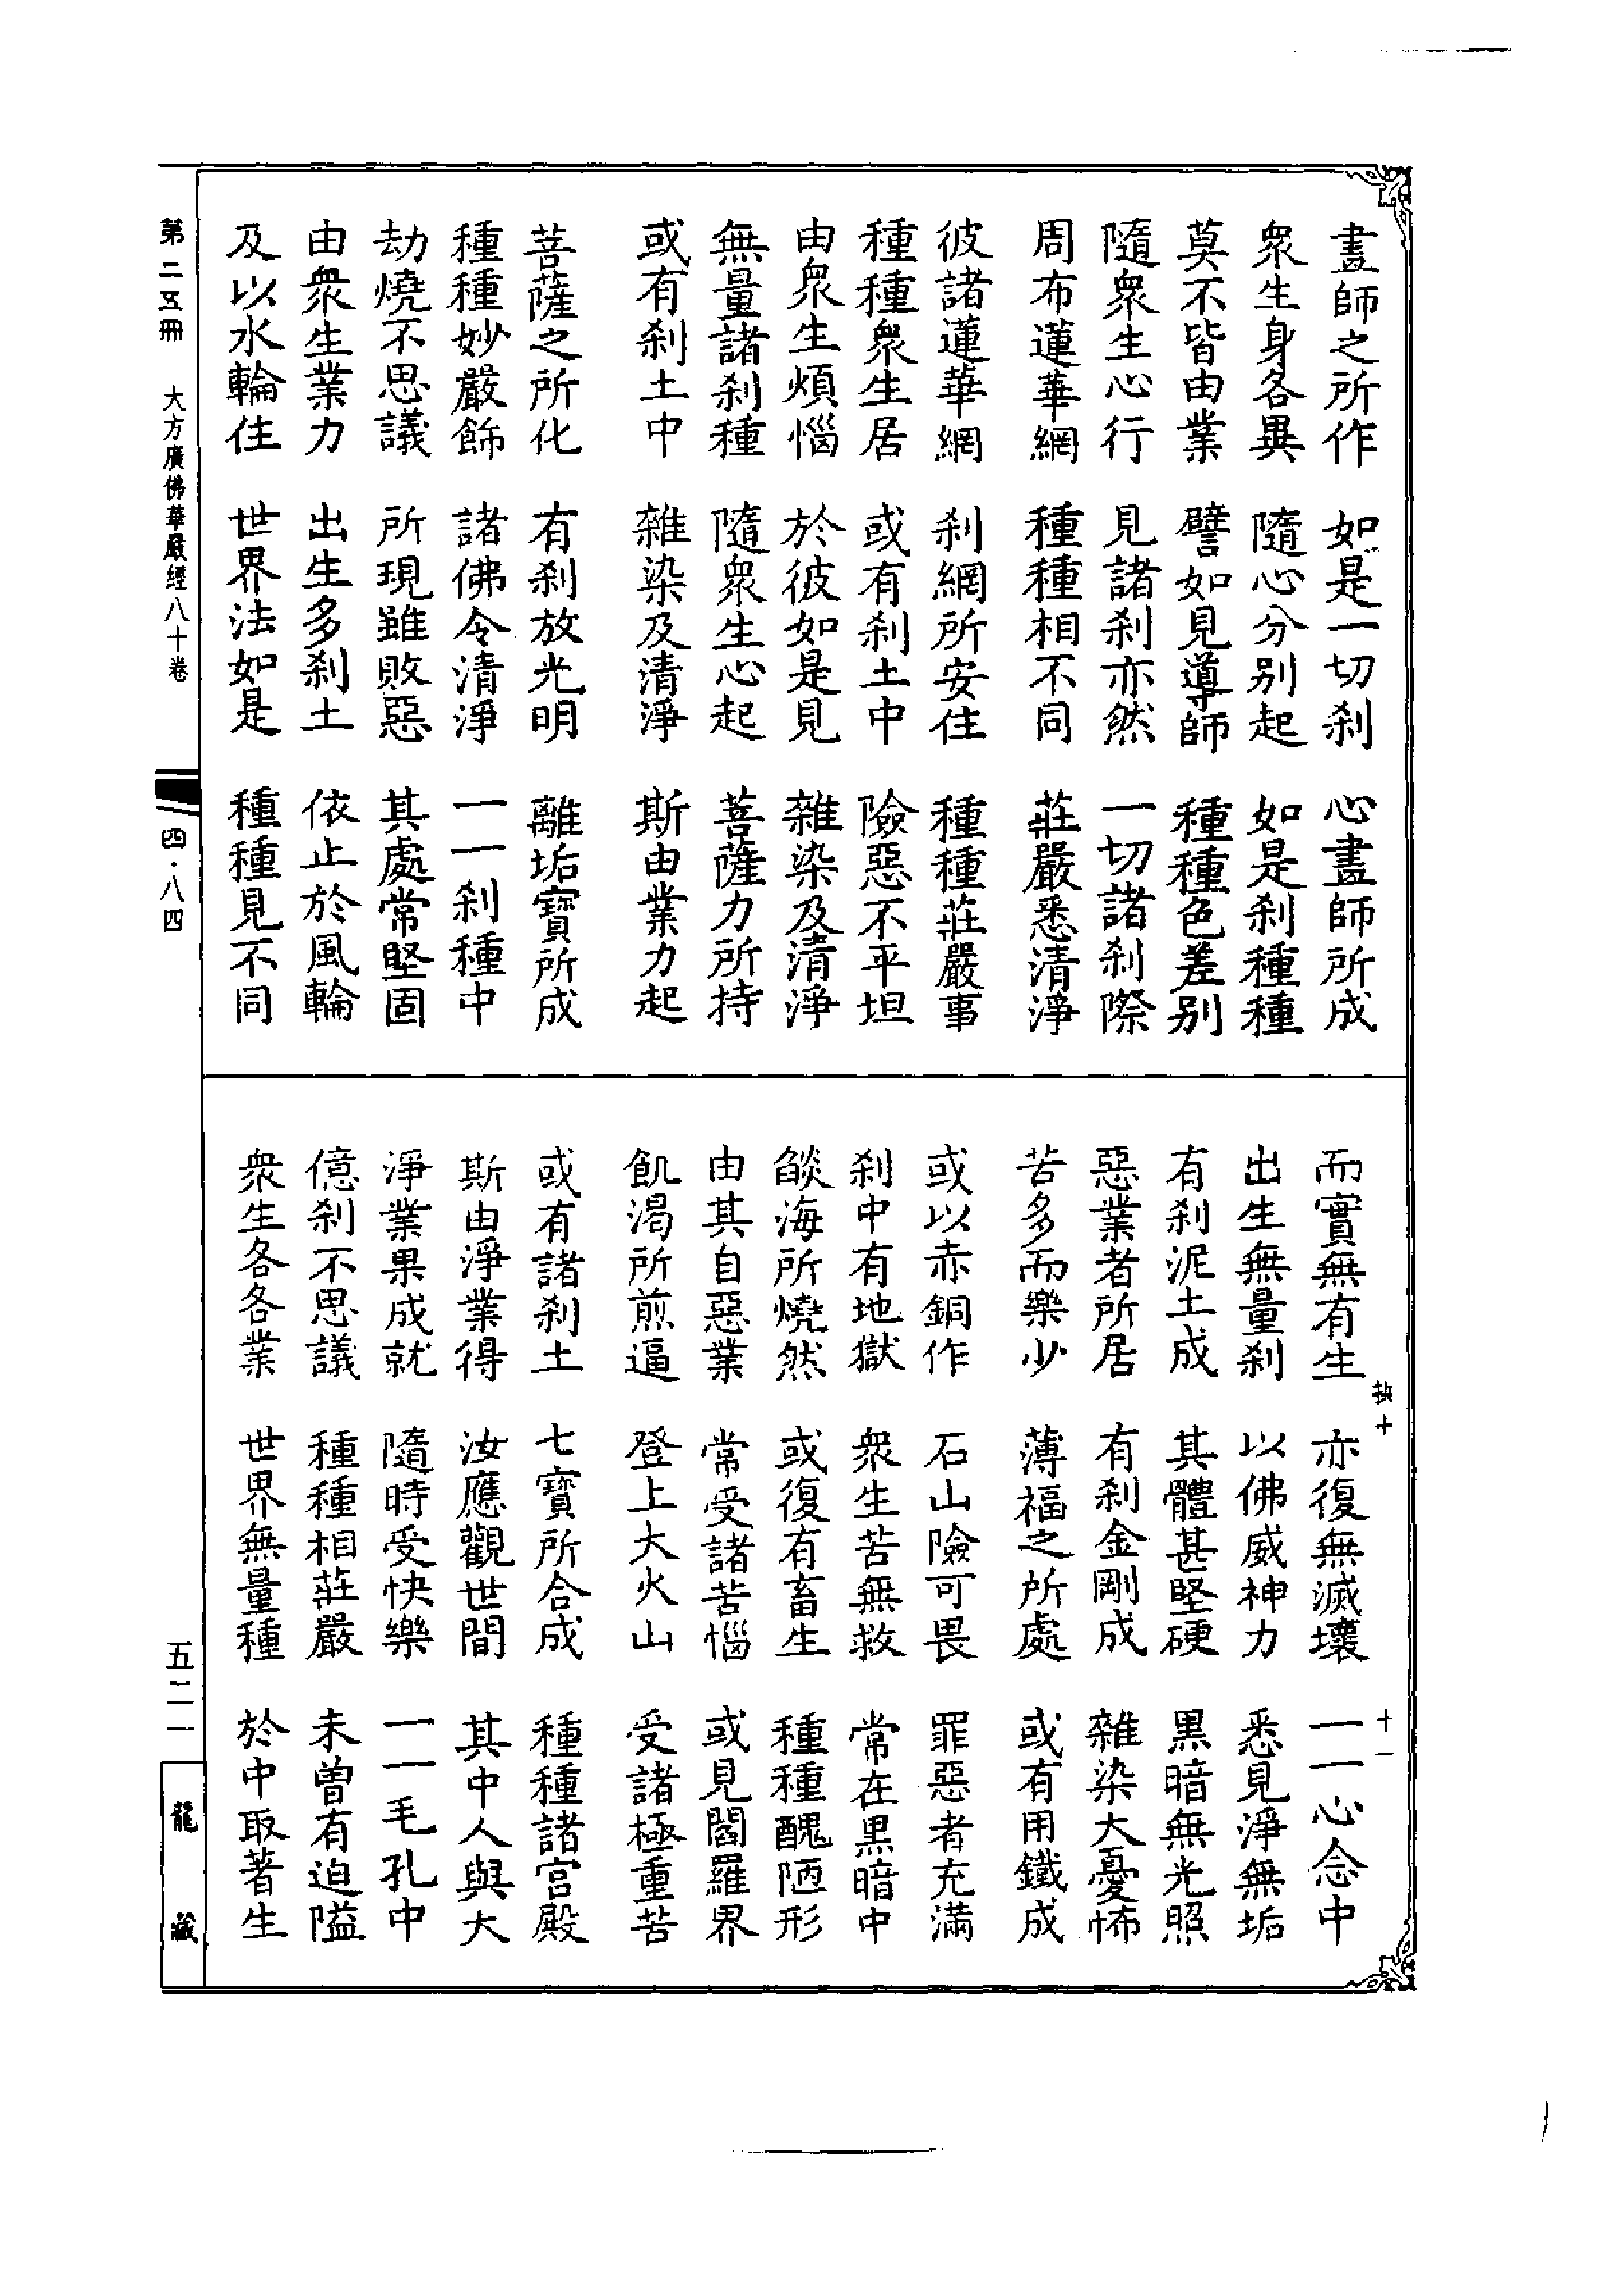 畫師之所作　如是一切刹　心畫師所成
衆生身各異　隨心分別起　如是刹種種
莫不皆由業　譬如見導師　種種色差別
隨衆生心行　見諸刹亦然　一切諸刹際
周布蓮華網　種種相不同　莊嚴悉清淨
彼諸蓮華網　刹網所安住　種種莊嚴事
種種衆生居　或有刹土中　險惡不平坦
由衆生煩惱　於彼如是見　雜染及清淨
無量諸刹種　隨衆生心起　菩薩力所持
或有刹土中　雜染及清淨　斯由業力起
菩薩之所化　有刹放光明　離垢寶所成
種種妙嚴飾　諸佛令清淨　一一刹種中
劫燒不思議　所現雖敗惡　其處常堅固
由衆生業力　出生多刹土　依止於風輪
及以水輪住　世界法如是　種種見不同
而實無有生　亦復無滅壞　一一心念中
出生無量刹　以佛威神力　悉見淨無垢
有刹泥土成　其體甚堅硬　黑暗無光照
惡業者所居　有刹金剛成　雜染大憂怖
苦多而樂少　薄福之所處　或有用鐵成
或以赤銅作　石山險可畏　罪惡者充滿
刹中有地獄　衆生苦無救　常在黑暗中
燄海所燒然　或復有畜生　種種醜陋形
由其自惡業　常受諸苦惱　或見閻羅界
飢渴所煎逼　登上大火山　受諸極重苦
或有諸刹土　七寶所合成　種種諸宮殿
斯由淨業得　汝應觀世間　其中人與大
淨業果成就　隨時受快樂　一一毛孔中
億刹不思議　種種相莊嚴　未曾有迫隘
衆生各各業　世界無量種　於中取著生
執十
十一
第二五冊　大方廣佛華嚴經八十卷
四·八四
五二一
龍藏